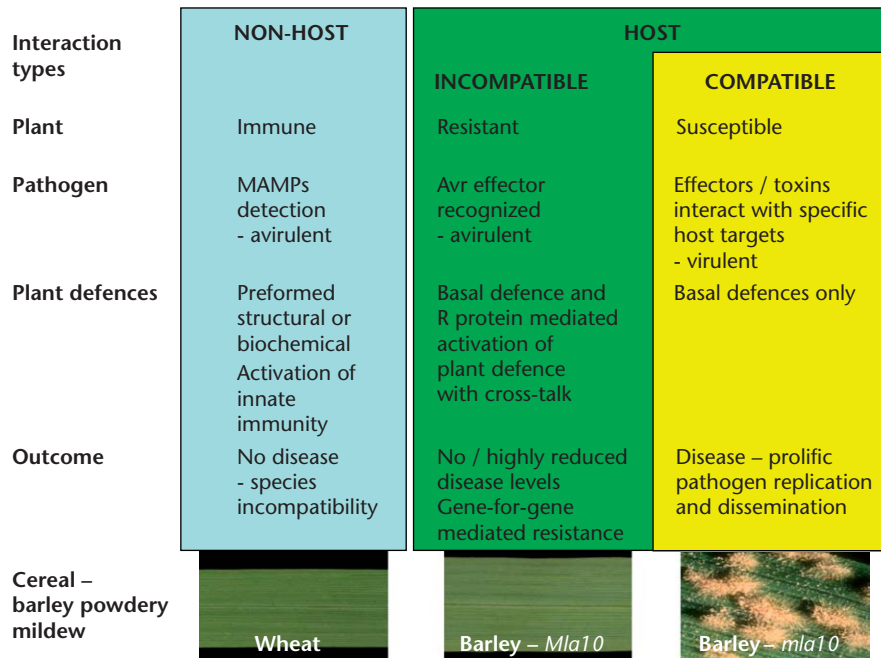 Interaction
types
NON-HOST
HOST
INCOMPATIBLE
COMPATIBLE
Plant
Immune
Resistant
Susceptible
Pathogen
MAMPs
detection
- avirulent
Avr effector
recognized
- avirulent
Effectors / toxins
interact with specific
host targets
- virulent
Plant defences
Preformed
structural or
biochemical
Activation of
innate
immunity
Basal defence and
R protein mediated
activation of
plant defence
with cross-talk
Basal defences only
Outcome
No disease
- species
incompatibility
No / highly reduced
disease levels
Gene-for-gene
mediated resistance
Disease – prolific
pathogen replication
and dissemination
Cereal –
barley powdery
mildew
Wheat
Barley – Mla10
Barley – mla10